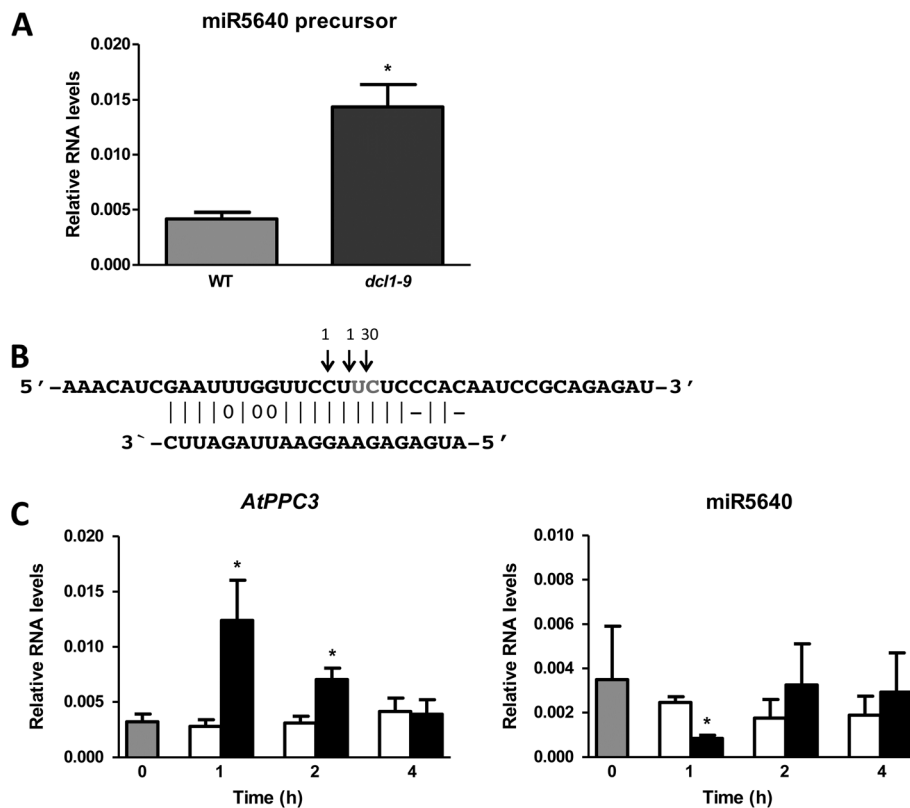 A
miR5640 precursor
Relative RNA levels
0.020
0.015
0.010
0.005
0.000
*
WT
dcl1-9
B
1 1 30
5′-AAACAUCGAAUUUGGUUCCUUCUCCCACAAUCCGCAGAGAU-3′
||||0|00|||||||||-||-
3`-CUUAGAUUAAGGAAGAGAGUA-5′
C
AtPPC3
Relative RNA levels
0.020
0.015
0.010
0.005
0.000
*
*
0 1 2 4
Time (h)
miR5640
Relative RNA levels
0.010
0.008
0.006
0.004
0.002
0.000
*
0 1 2 4
Time (h)